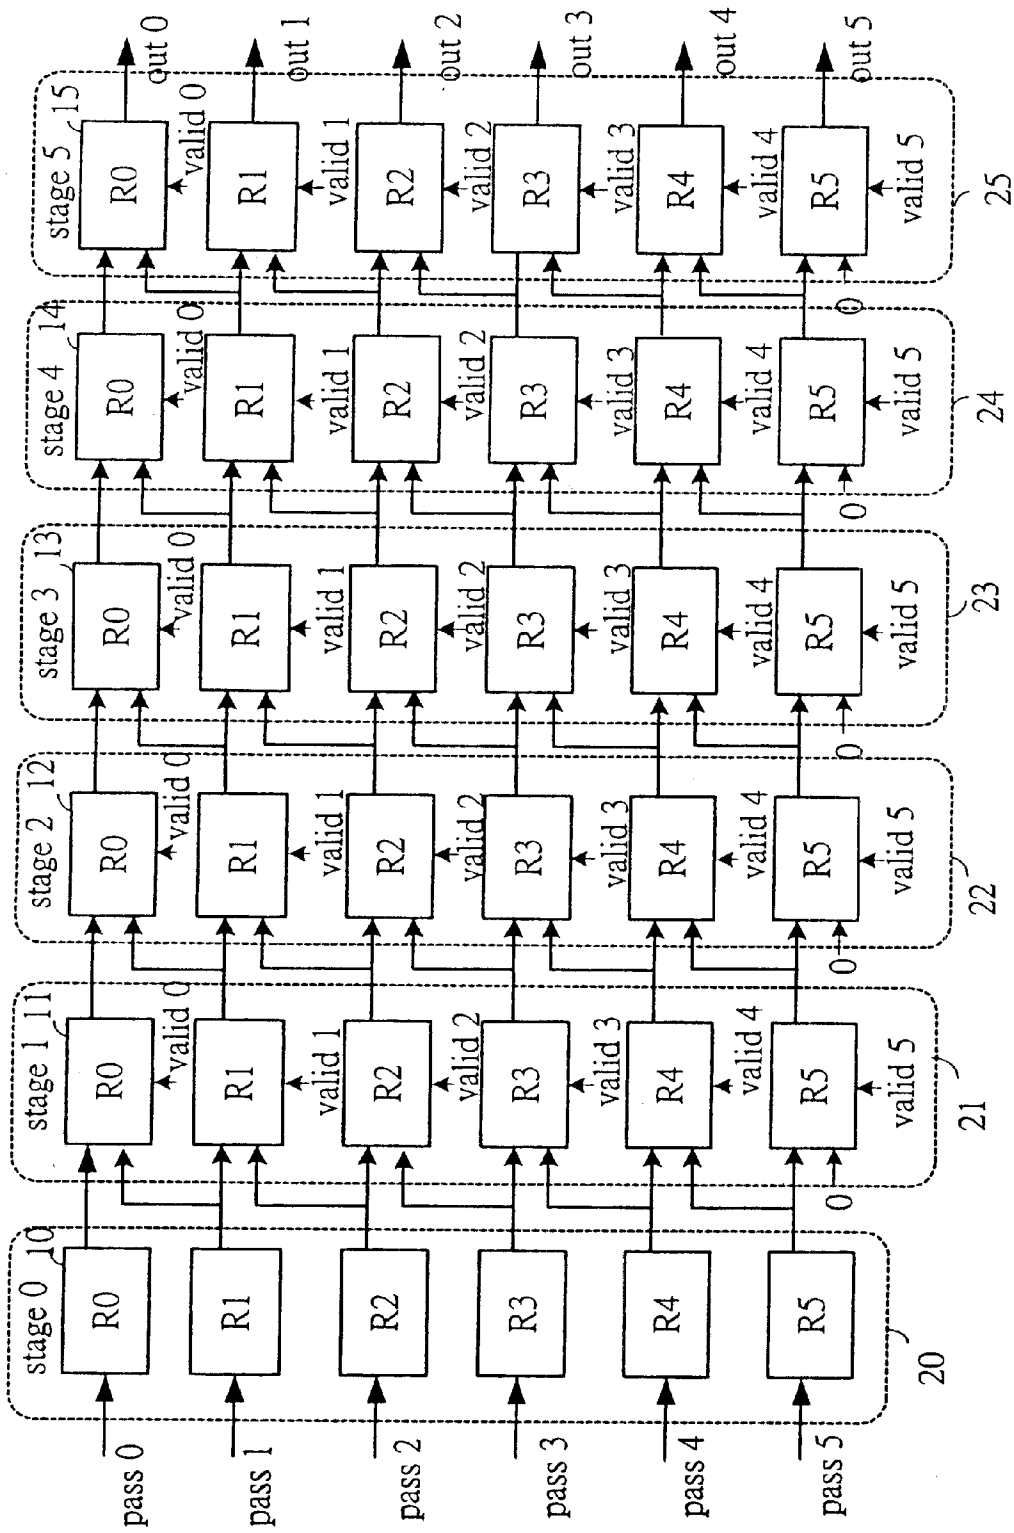 stage 0 10
stage 1 11
stage 2 12
stage 3 13
stage 4 14
stage 5 15
pass 0
R0
R0
R0
R0
R0
R0
out 0
valid 0
valid 0
valid 0
valid 0
valid 0
pass 1
R1
R1
R1
R1
R1
R1
out 1
valid 1
valid 1
valid 1
valid 1
valid 1
pass 2
R2
R2
R2
R2
R2
R2
out 2
valid 2
valid 2
valid 2
valid 2
valid 2
pass 3
R3
R3
R3
R3
R3
R3
out 3
valid 3
valid 3
valid 3
valid 3
valid 3
pass 4
R4
R4
R4
R4
R4
R4
out 4
valid 4
valid 4
valid 4
valid 4
valid 4
pass 5
R5
R5
R5
R5
R5
R5
out 5
0
0
0
0
0
valid 5
valid 5
valid 5
valid 5
valid 5
20
21
22
23
24
25